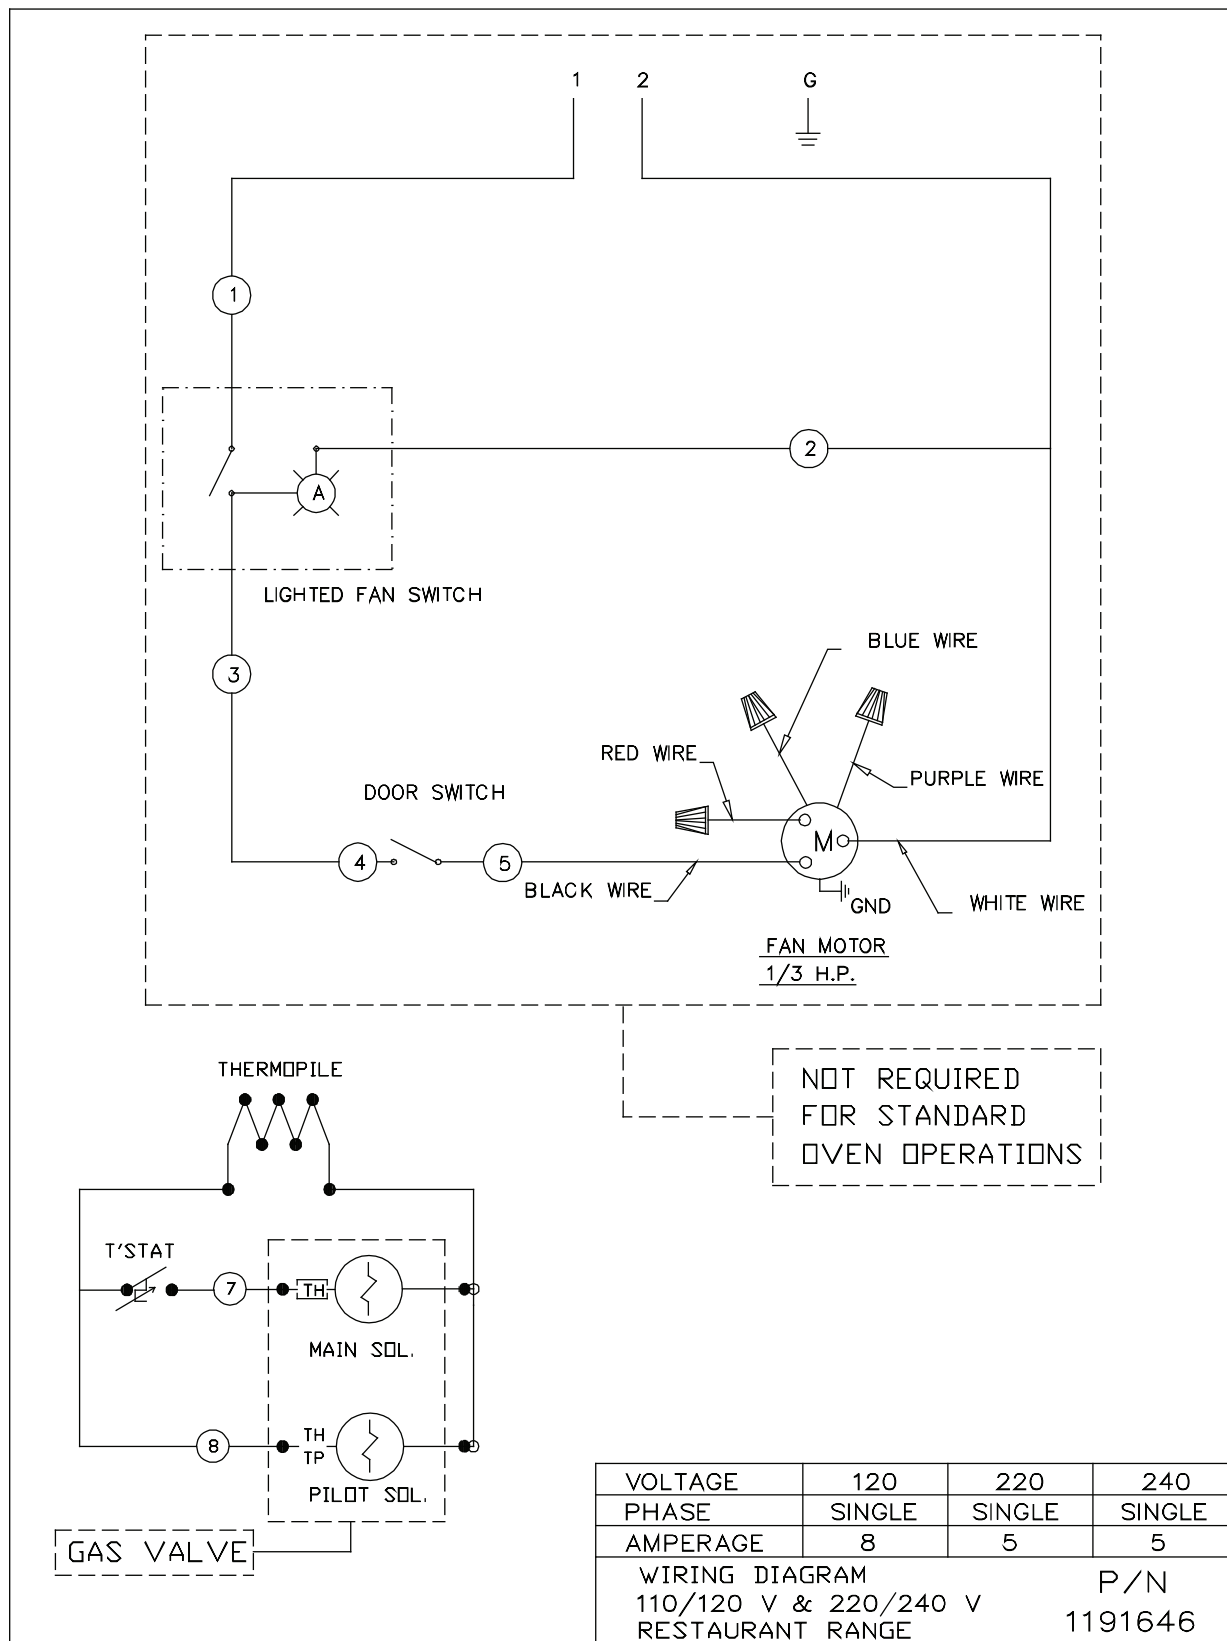 1 2 G
1
2
A
LIGHTED FAN SWITCH
3
BLUE WIRE
RED WIRE
PURPLE WIRE
DOOR SWITCH
M
4
5
BLACK WIRE
GND
WHITE WIRE
FAN MOTOR
1/3 H.P.
THERMOPILE
NOT REQUIRED
FOR STANDARD
OVEN OPERATIONS
T'STAT
7
TH
MAIN SOL.
8
TH
TP
PILOT SOL.
GAS VALVE
VOLTAGE 120 220 240
PHASE SINGLE SINGLE SINGLE
AMPERAGE 8 5 5
WIRING DIAGRAM
110/120 V & 220/240 V
RESTAURANT RANGE
P/N
1191646